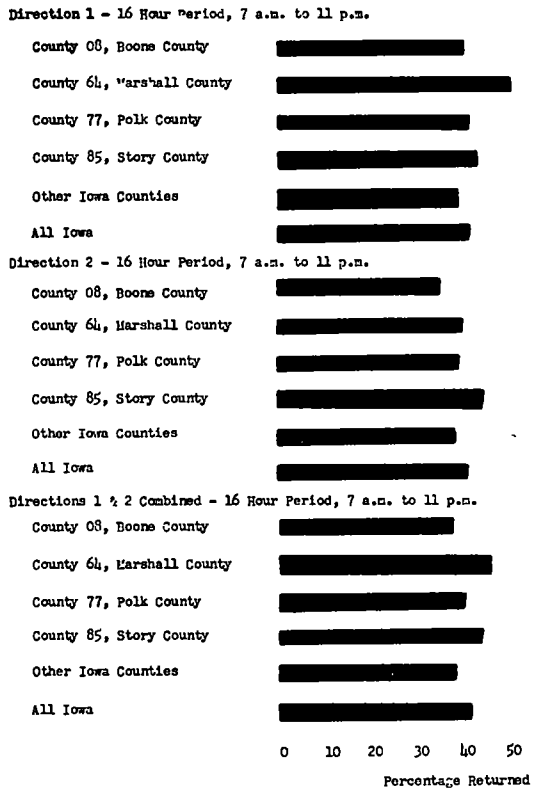 Direction 1 - 16 Hour Period, 7 a.m. to 11 p.m.
County 08, Boone County
County 64, Marshall County
County 77, Polk County
County 85, Story County
Other Iowa Counties
All Iowa
Direction 2 - 16 Hour Period, 7 a.m. to 11 p.m.
County 08, Boone County
County 64, Marshall County
County 77, Polk County
County 85, Story County
Other Iowa Counties
All Iowa
Directions 1 & 2 Combined - 16 Hour Period, 7 a.m. to 11 p.m.
County 08, Boone County
County 64, Marshall County
County 77, Polk County
County 85, Story County
Other Iowa Counties
All Iowa
0 10 20 30 40 50
Percentage Returned